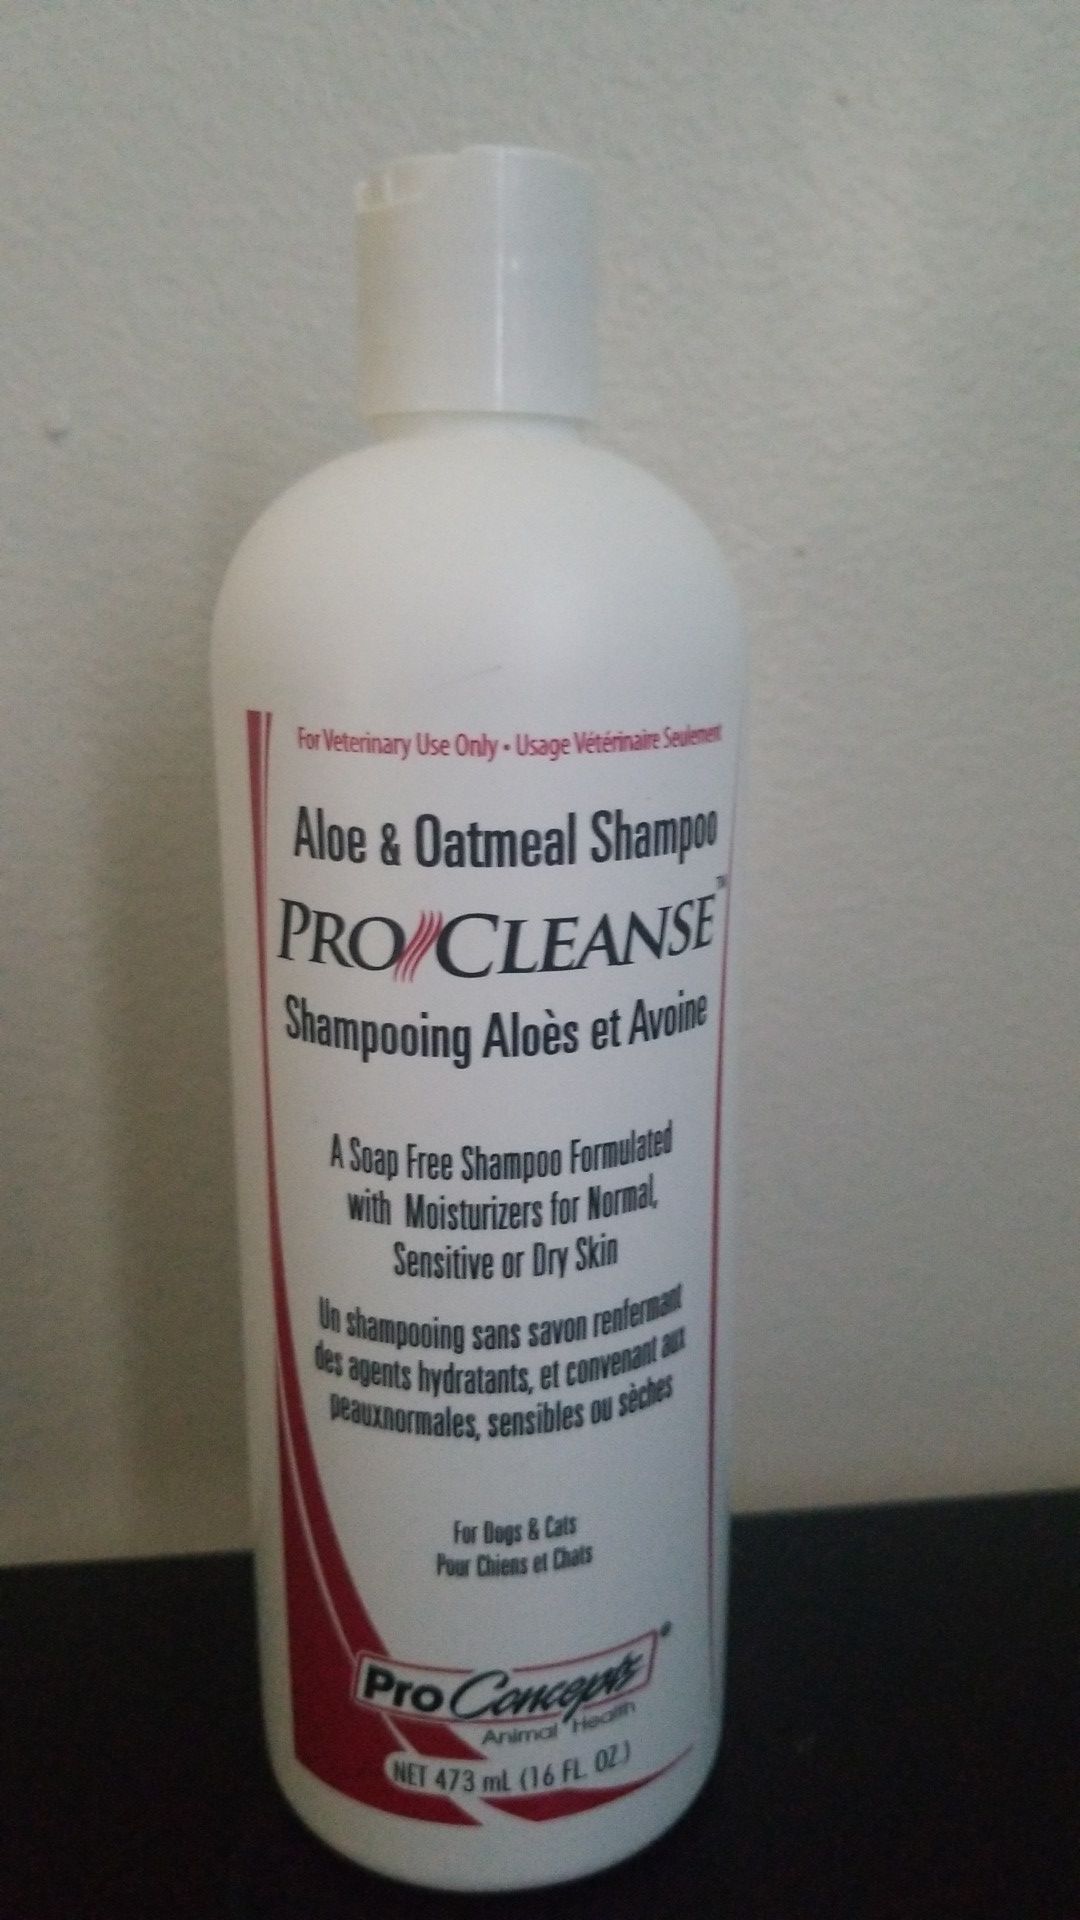 For Veterinary Use Only • Usage Vétérinaire Seulement
Aloe & Oatmeal Shampoo
PRO CLEANSE™
Shampooing Aloès et Avoine
A Soap Free Shampoo Formulated
with Moisturizers for Normal,
Sensitive or Dry Skin
Un shampooing sans savon renfermant
des agents hydratants, et convenant aux
peauxnormales, sensibles ou sèches
For Dogs & Cats
Pour Chiens et Chats
Pro Concepts®
Animal Health
NET 473 mL (16 FL. OZ.)